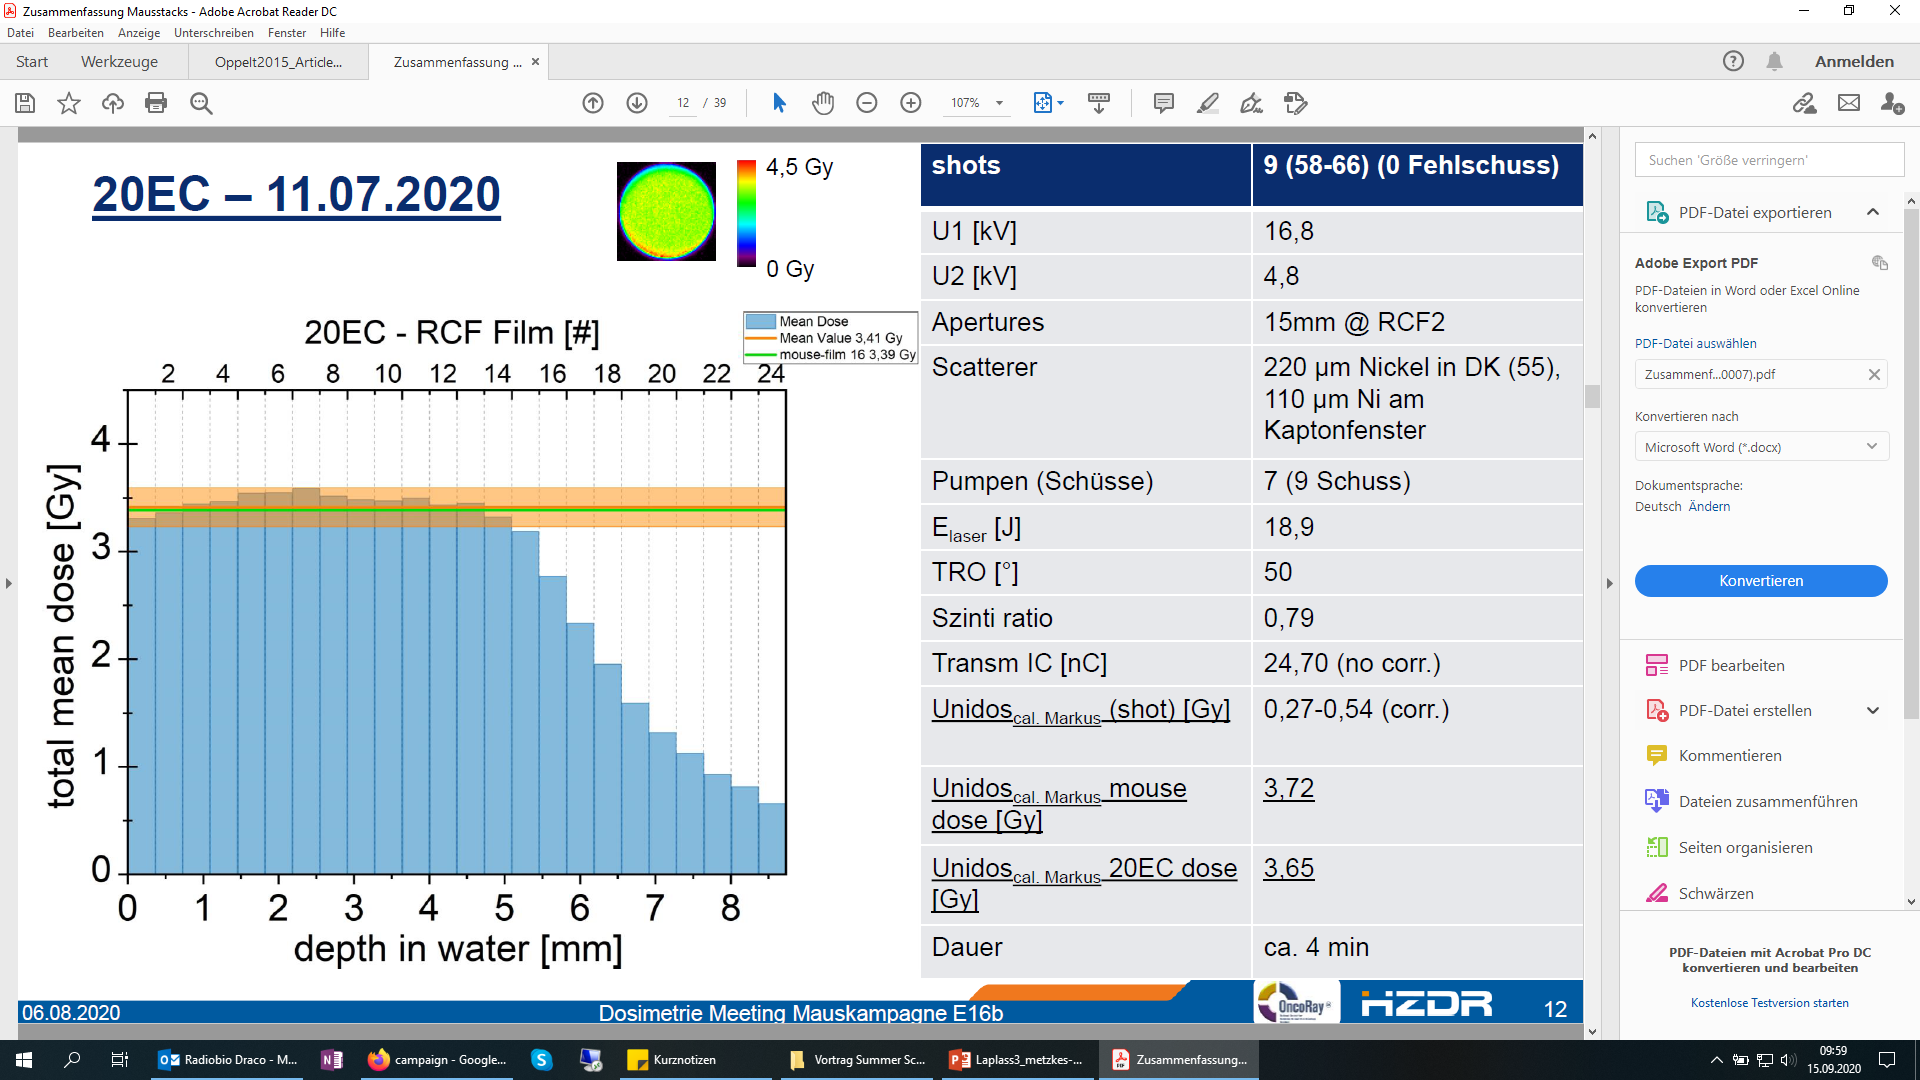 Zusammenfassung Mausstacks - Adobe Acrobat Reader DC
Datei Bearbeiten Anzeige Unterschreiben Fenster Hilfe
Start Werkzeuge Oppelt2015_Article... Zusammenfassung ... Anmelden
12 / 39 107%
20EC – 11.07.2020
4,5 Gy
0 Gy
20EC - RCF Film [#]
Mean Dose
Mean Value 3,41 Gy
mouse-film 16 3,39 Gy
2 4 6 8 10 12 14 16 18 20 22 24
4
3
2
1
0
total mean dose [Gy]
0 1 2 3 4 5 6 7 8
depth in water [mm]
shots 9 (58-66) (0 Fehlschuss)
U1 [kV] 16,8
U2 [kV] 4,8
Apertures 15mm @ RCF2
Scatterer 220 µm Nickel in DK (55),
110 µm Ni am
Kaptonfenster
Pumpen (Schüsse) 7 (9 Schuss)
Elaser [J] 18,9
TRO [°] 50
Szinti ratio 0,79
Transm IC [nC] 24,70 (no corr.)
Unidoscal. Markus (shot) [Gy] 0,27-0,54 (corr.)
Unidoscal. Markus mouse 3,72
dose [Gy]
Unidoscal. Markus 20EC dose 3,65
[Gy]
Dauer ca. 4 min
06.08.2020 Dosimetrie Meeting Mauskampagne E16b OncoRay HZDR 12
Suchen 'Größe verringern'
PDF-Datei exportieren
Adobe Export PDF
PDF-Dateien in Word oder Excel Online
konvertieren
PDF-Datei auswählen
Zusammenf...0007).pdf
Konvertieren nach
Microsoft Word (*.docx)
Dokumentsprache:
Deutsch Ändern
Konvertieren
PDF bearbeiten
PDF-Datei erstellen
Kommentieren
Dateien zusammenführen
Seiten organisieren
Schwärzen
PDF-Dateien mit Acrobat Pro DC
konvertieren und bearbeiten
Kostenlose Testversion starten
Radiobio Draco - M... campaign - Google... Kurznotizen Vortrag Summer Sc... Laplass3_metzkes-... Zusammenfassung...
09:59
15.09.2020